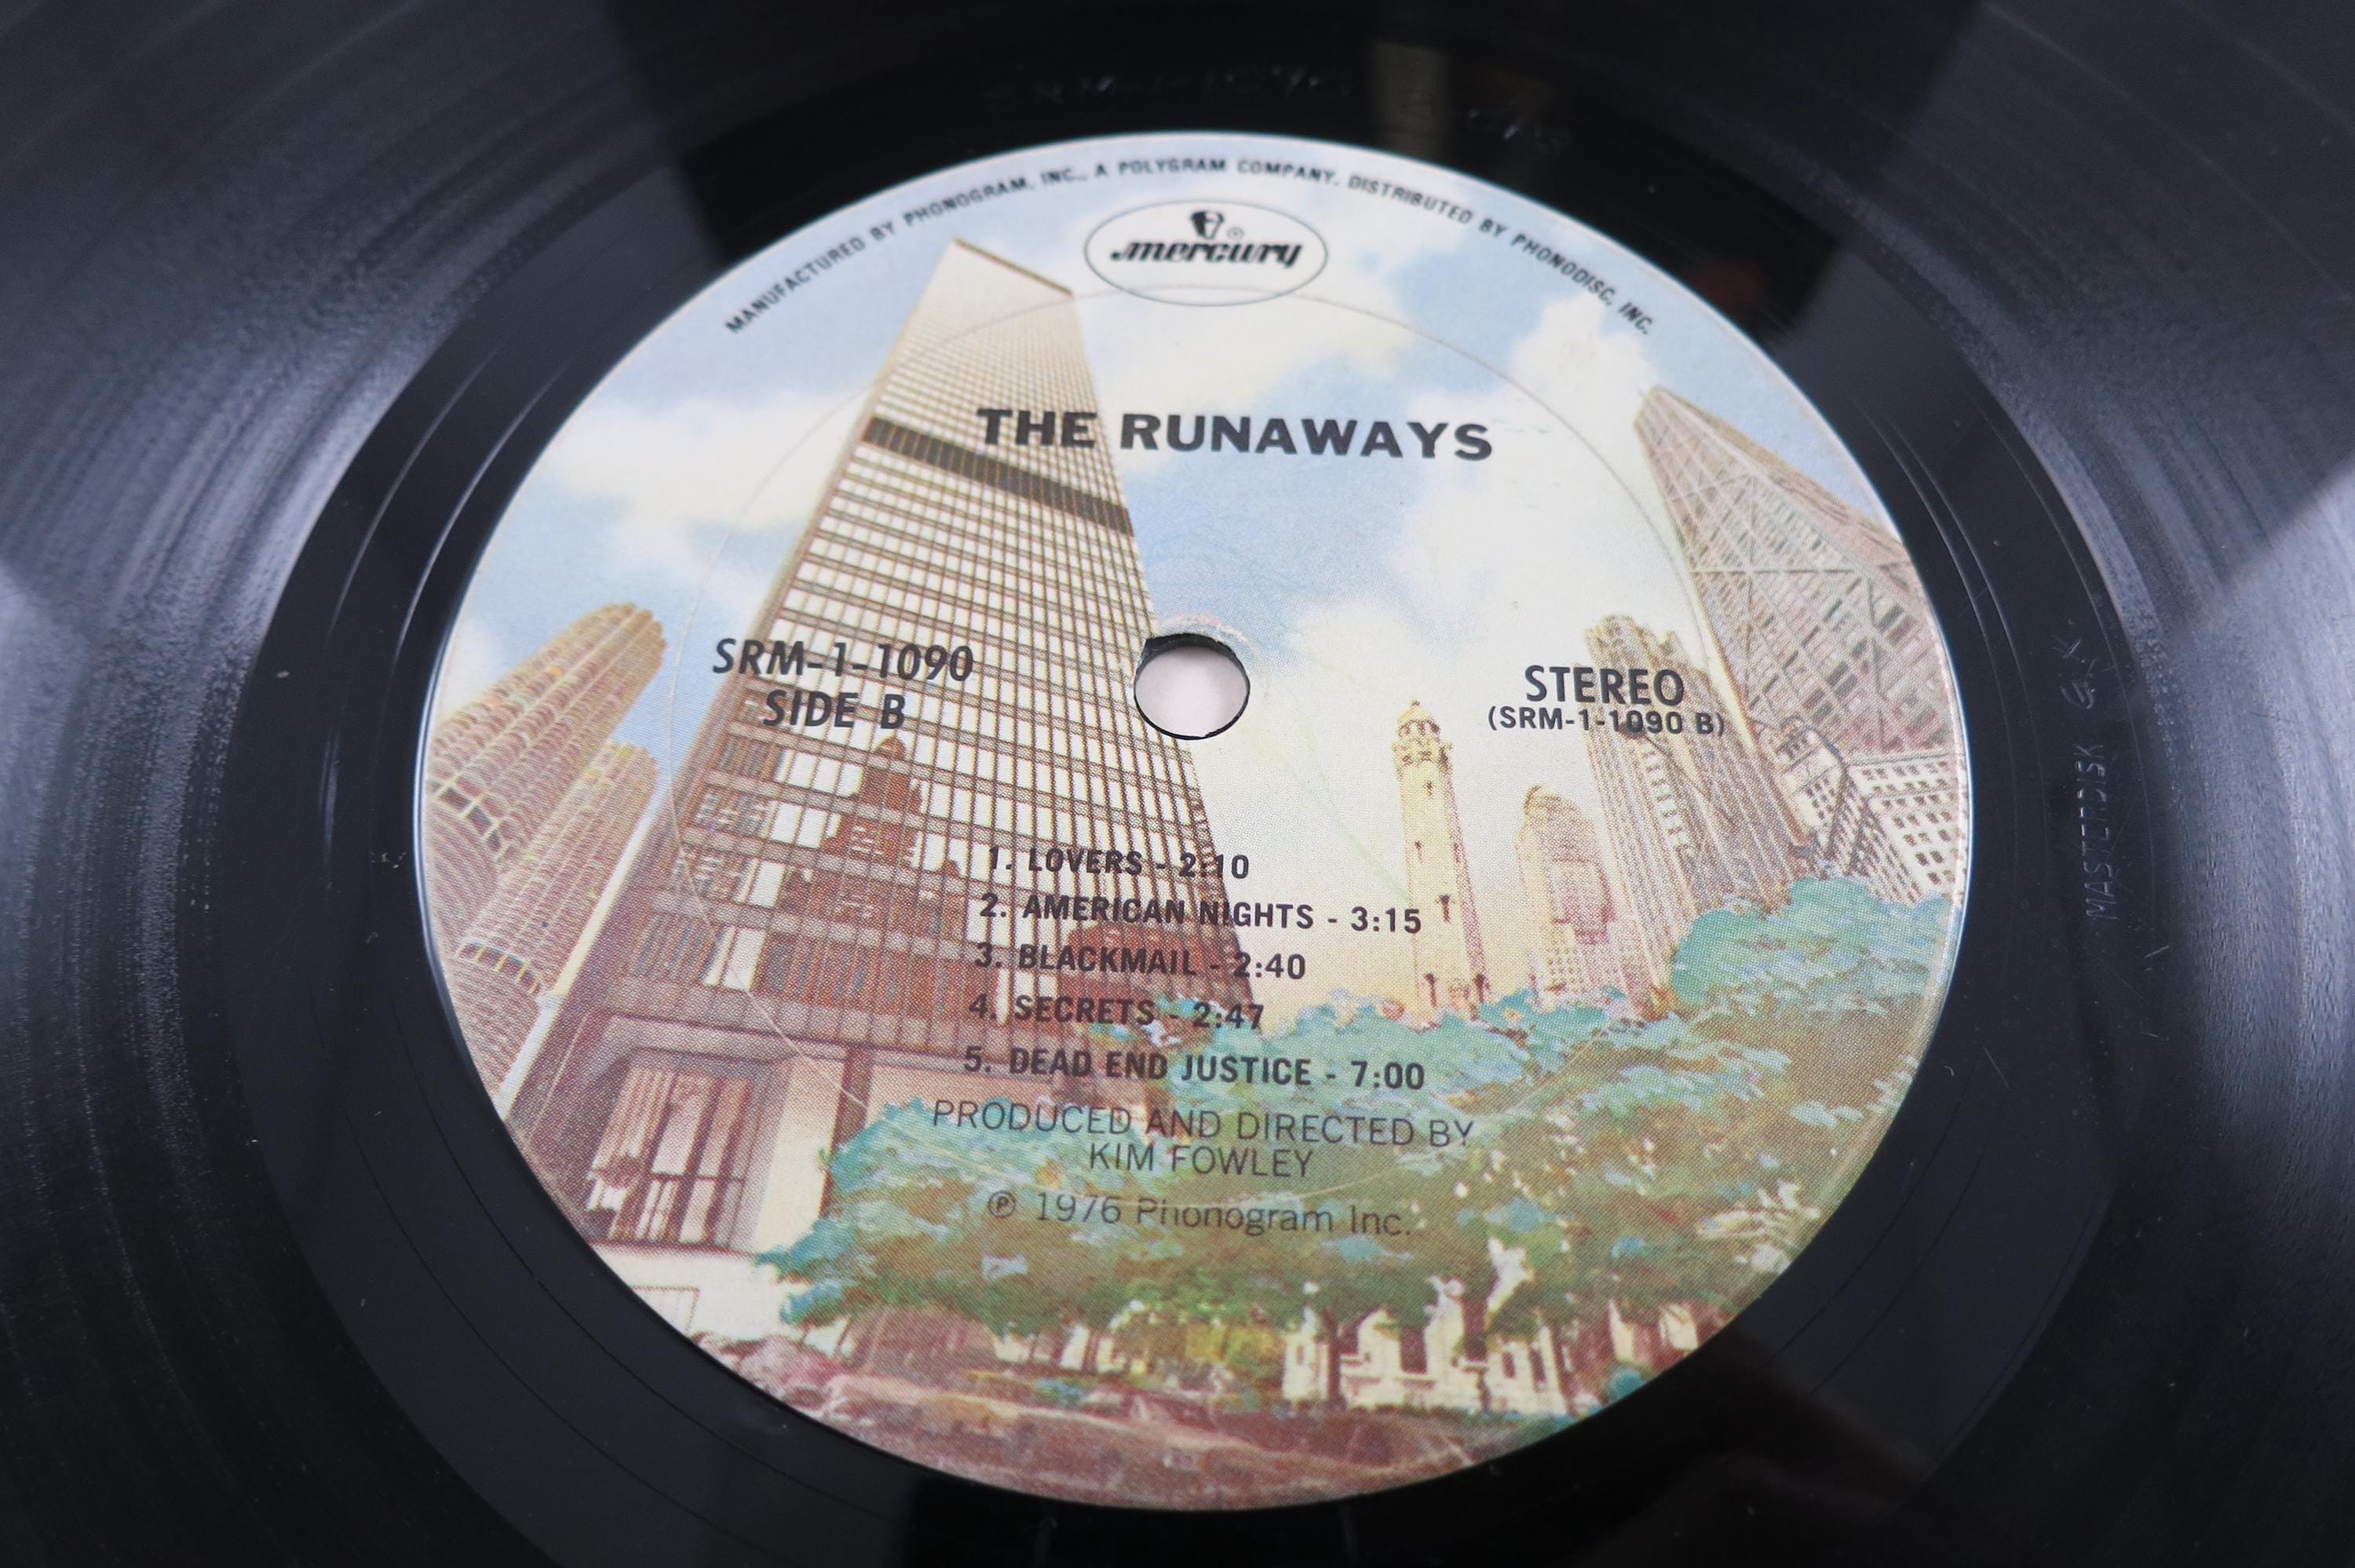 MANUFACTURED BY PHONOGRAM, INC., A POLYGRAM COMPANY. DISTRIBUTED BY PHONODISC, INC.
mercury
THE RUNAWAYS
SRM-1-1090
SIDE B
STEREO
(SRM-1-1090 B)
1. LOVERS - 2:10
2. AMERICAN NIGHTS - 3:15
3. BLACKMAIL - 2:40
4. SECRETS - 2:47
5. DEAD END JUSTICE - 7:00
PRODUCED AND DIRECTED BY
KIM FOWLEY
℗ 1976 Phonogram Inc.
MASTERDISK